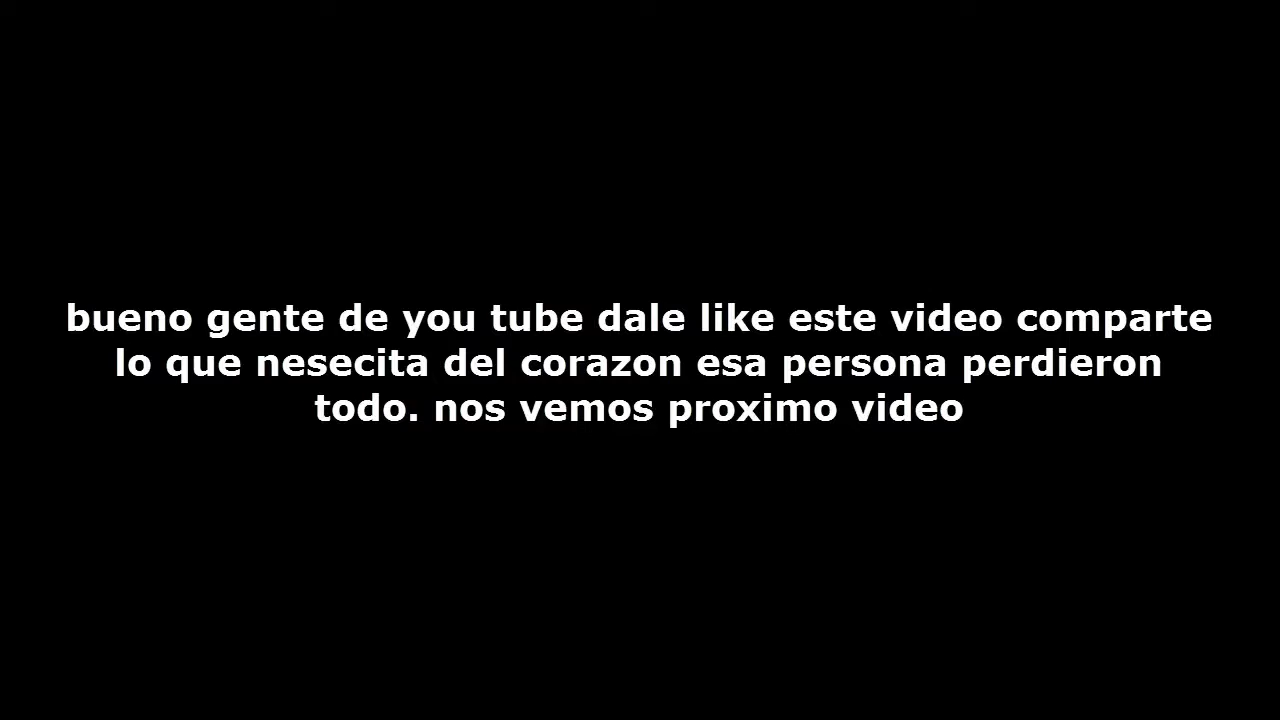 bueno gente de you tube dale like este video comparte
lo que nesecita del corazon esa persona perdieron
todo. nos vemos proximo video